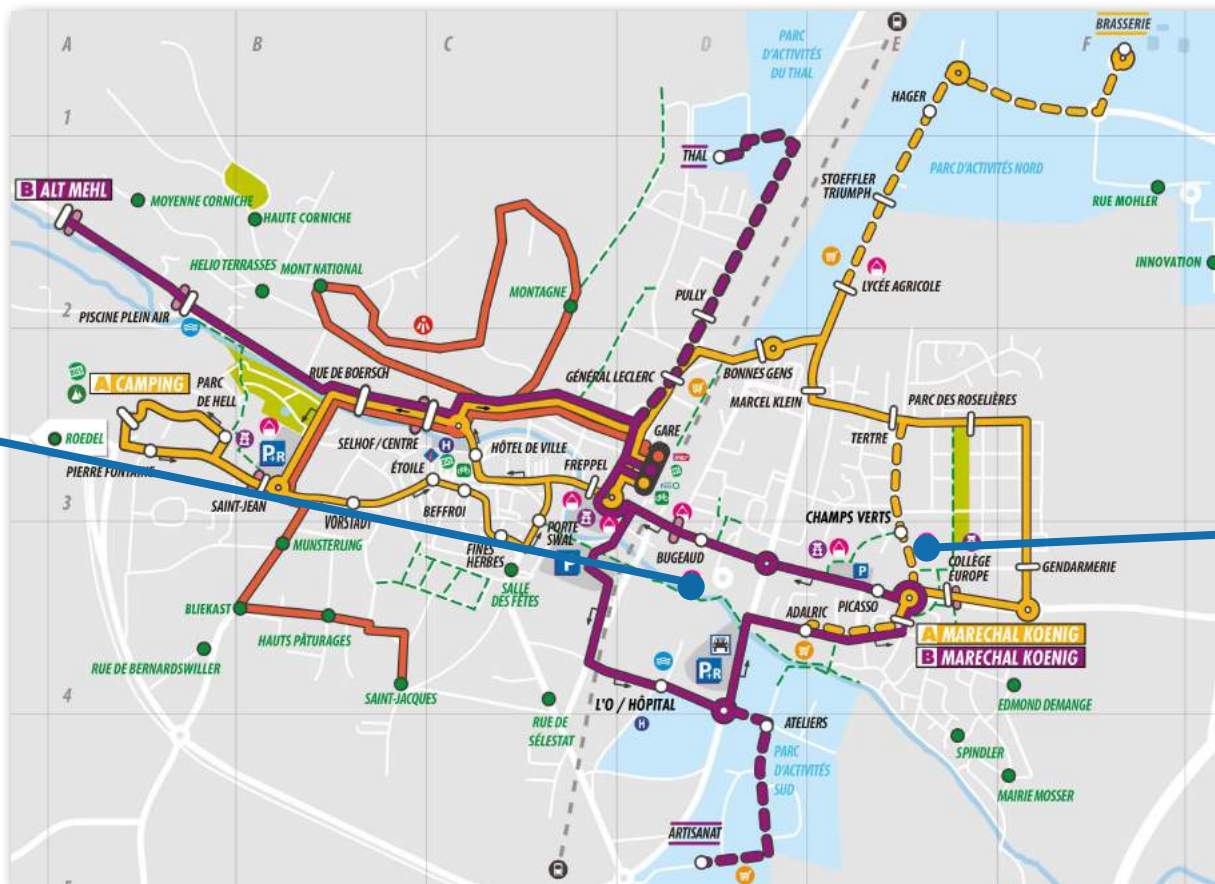 A
B
C
D
E
F
1
2
3
4
PARC
D'ACTIVITÉS
DU THAL
BRASSERIE
HAGER
THAL
STOEFFLER
TRIUMPH
PARC D'ACTIVITÉS NORD
RUE MOHLER
B ALT MEHL
MOYENNE CORNICHE
HAUTE CORNICHE
HELIOTERRASSES
MONT NATIONAL
MONTAGNE
PULLY
LYCÉE AGRICOLE
INNOVATION
PISCINE PLEIN AIR
A CAMPING
PARC
DE HELL
RUE DE BOERSCH
GÉNÉRAL LECLERC
BONNES GENS
MARCEL KLEIN
PARC DES ROSELIÈRES
ROEDEL
PIERRE FONTAINE
P+R
SELHOF/CENTRE
H
HÔTEL DE VILLE
ÉTOILE
GARE
FREPPEL
TERTRE
SAINT-JEAN
VORSTADT
BEFFROI
FINES
HERBES
PORTE
SWAL
CHAMPS VERTS
MUNSTERLING
SALLE
DES FÊTES
P
BUGEAUD
P
PICASSO
COLLÈGE
EUROPE
GENDARMERIE
BLIEKAST
HAUTS PÂTURAGES
ADALRIC
A MARECHAL KOENIG
B MARECHAL KOENIG
RUE DE BERNARDSWILLER
SAINT-JACQUES
RUE DE
SÉLESTAT
L'O / HÔPITAL
H
P+R
ATELIERS
EDMOND DEMANGE
SPINDLER
MAIRIE MOSSER
PARC
D'ACTIVITÉS
SUD
ARTISANAT